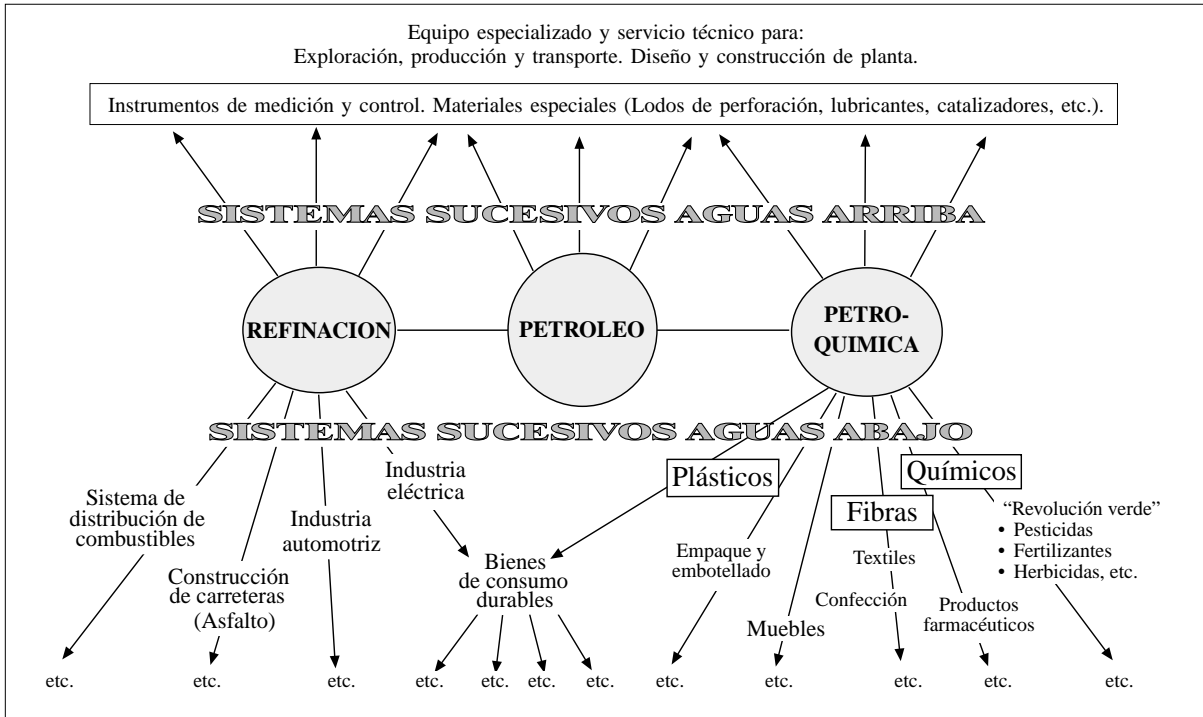 Equipo especializado y servicio técnico para:
Exploración, producción y transporte. Diseño y construcción de planta.
Instrumentos de medición y control. Materiales especiales (Lodos de perforación, lubricantes, catalizadores, etc.).
SISTEMAS SUCESIVOS AGUAS ARRIBA
REFINACION
PETROLEO
PETRO-
QUIMICA
SISTEMAS SUCESIVOS AGUAS ABAJO
Sistema de
distribución de
combustibles
Construcción
de carreteras
(Asfalto)
Industria
automotriz
Industria
eléctrica
Bienes
de consumo
durables
Plásticos
Empaque y
embotellado
Muebles
Fibras
Textiles
Confección
Químicos
Productos
farmacéuticos
“Revolución verde”
• Pesticidas
• Fertilizantes
• Herbicidas, etc.
etc.
etc.
etc.
etc.
etc.
etc.
etc.
etc.
etc.
etc.
etc.
etc.